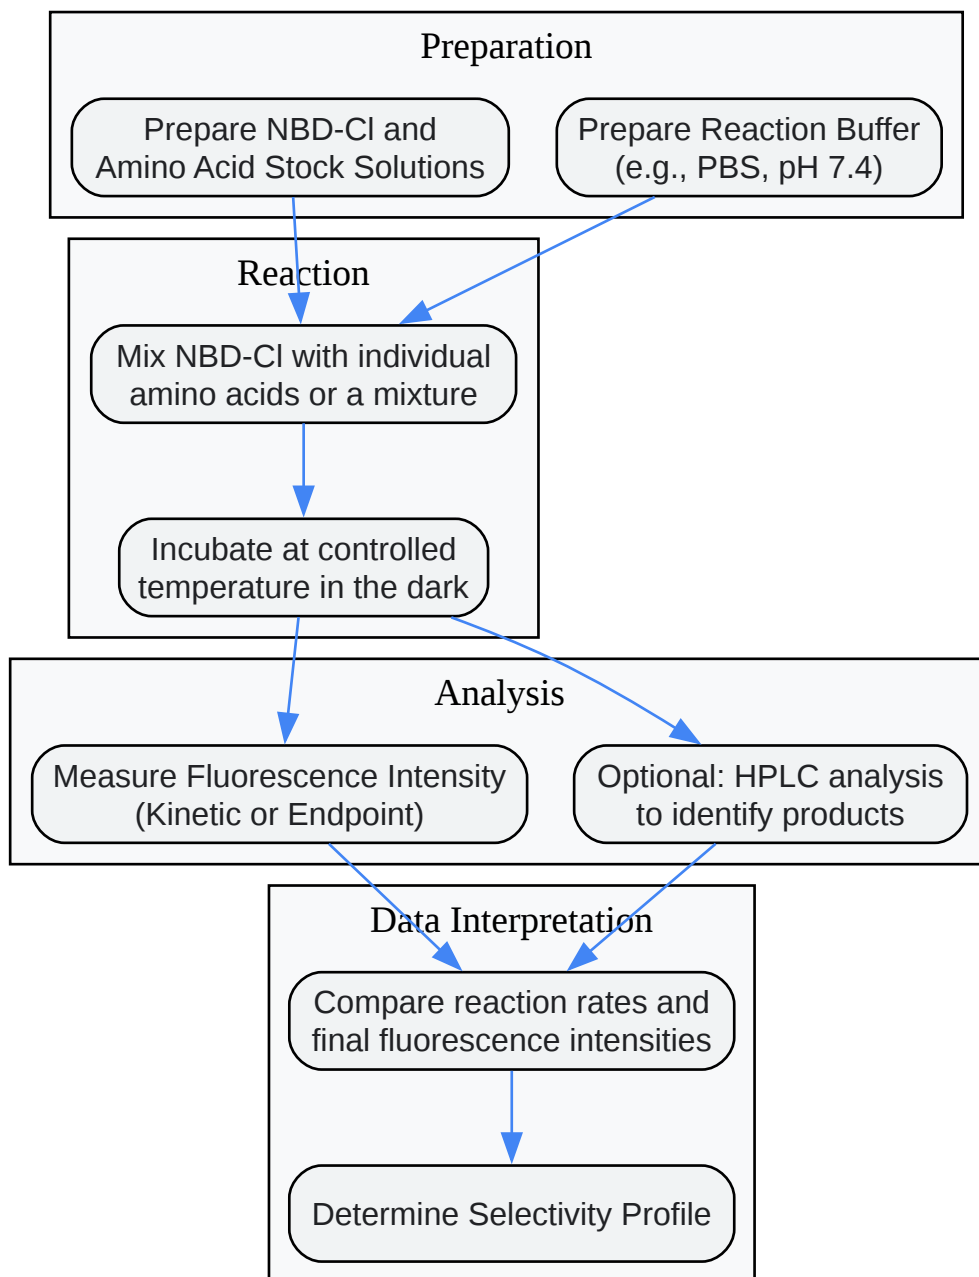 Preparation
Prepare NBD-Cl and
Amino Acid Stock Solutions
Prepare Reaction Buffer
(e.g., PBS, pH 7.4)
Reaction
Mix NBD-Cl with individual
amino acids or a mixture
Incubate at controlled
temperature in the dark
Analysis
Measure Fluorescence Intensity
(Kinetic or Endpoint)
Optional: HPLC analysis
to identify products
Data Interpretation
Compare reaction rates and
final fluorescence intensities
Determine Selectivity Profile